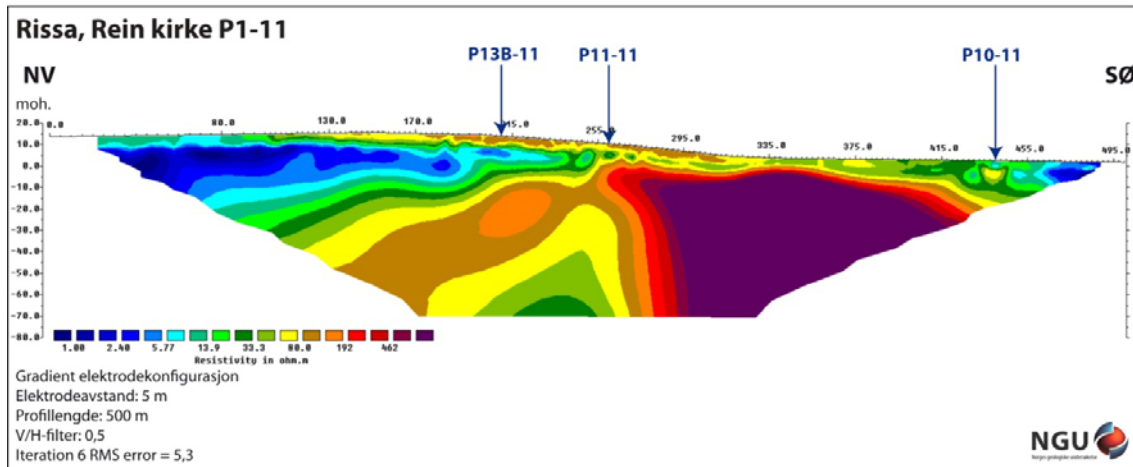 Rissa, Rein kirke P1-11
P13B-11 P11-11 P10-11
NV SØ
moh.
20.0 0.0 80.0 130.0 170.0 255.0 295.0 335.0 375.0 415.0 455.0 495.0
10.0
0.0
-10.0
-20.0
-30.0
-40.0
-50.0
-60.0
-70.0
-80.0
1.00 2.40 5.77 13.9 33.3 80.0 192 462
Resistivity in ohm.m
Gradient elektrodekonfigurasjon
Elektrodeavstand: 5 m
Profillengde: 500 m
V/H-filter: 0,5
Iteration 6 RMS error = 5,3
NGU
Norges geologiske undersøkelse